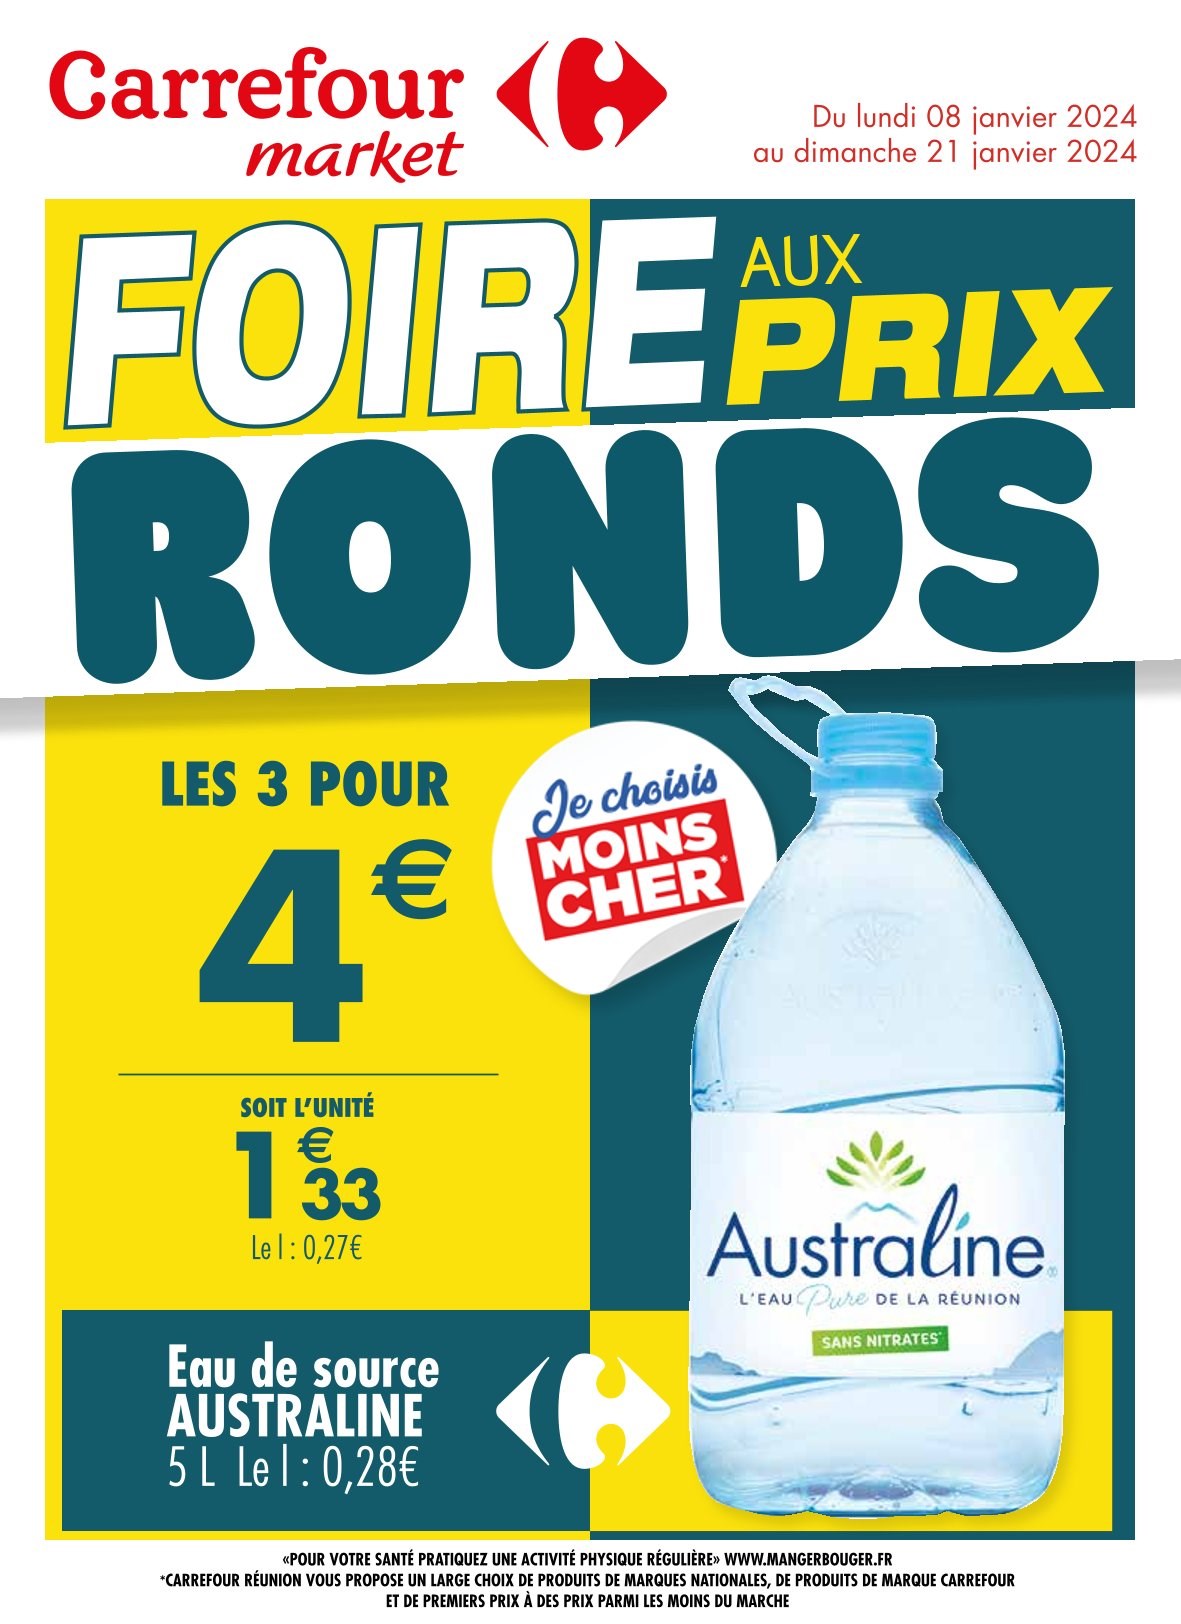 Carrefour
market
Du lundi 08 janvier 2024
au dimanche 21 janvier 2024
FOIRE AUX
PRIX
RONDS
LES 3 POUR
4€
SOIT L'UNITÉ
1€33
Le l : 0,27€
Je choisis
MOINS
CHER*
Australine
L'EAU Pure DE LA RÉUNION
SANS NITRATES*
Eau de source
AUSTRALINE
5 L Le l : 0,28€
«POUR VOTRE SANTÉ PRATIQUEZ UNE ACTIVITÉ PHYSIQUE RÉGULIÈRE» WWW.MANGERBOUGER.FR
*CARREFOUR RÉUNION VOUS PROPOSE UN LARGE CHOIX DE PRODUITS DE MARQUES NATIONALES, DE PRODUITS DE MARQUE CARREFOUR
ET DE PREMIERS PRIX À DES PRIX PARMI LES MOINS DU MARCHE